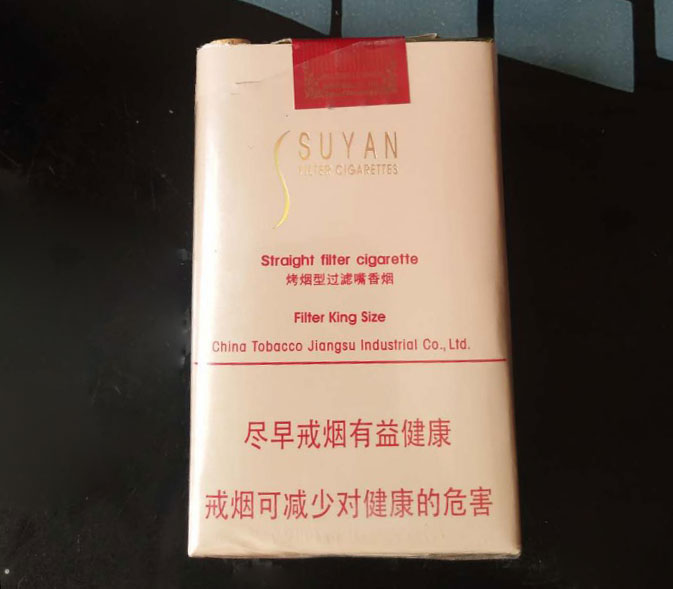 SUYAN
FILTER CIGARETTES
Straight filter cigarette
烤烟型过滤嘴香烟
Filter King Size
China Tobacco Jiangsu Industrial Co., Ltd.
尽早戒烟有益健康
戒烟可减少对健康的危害